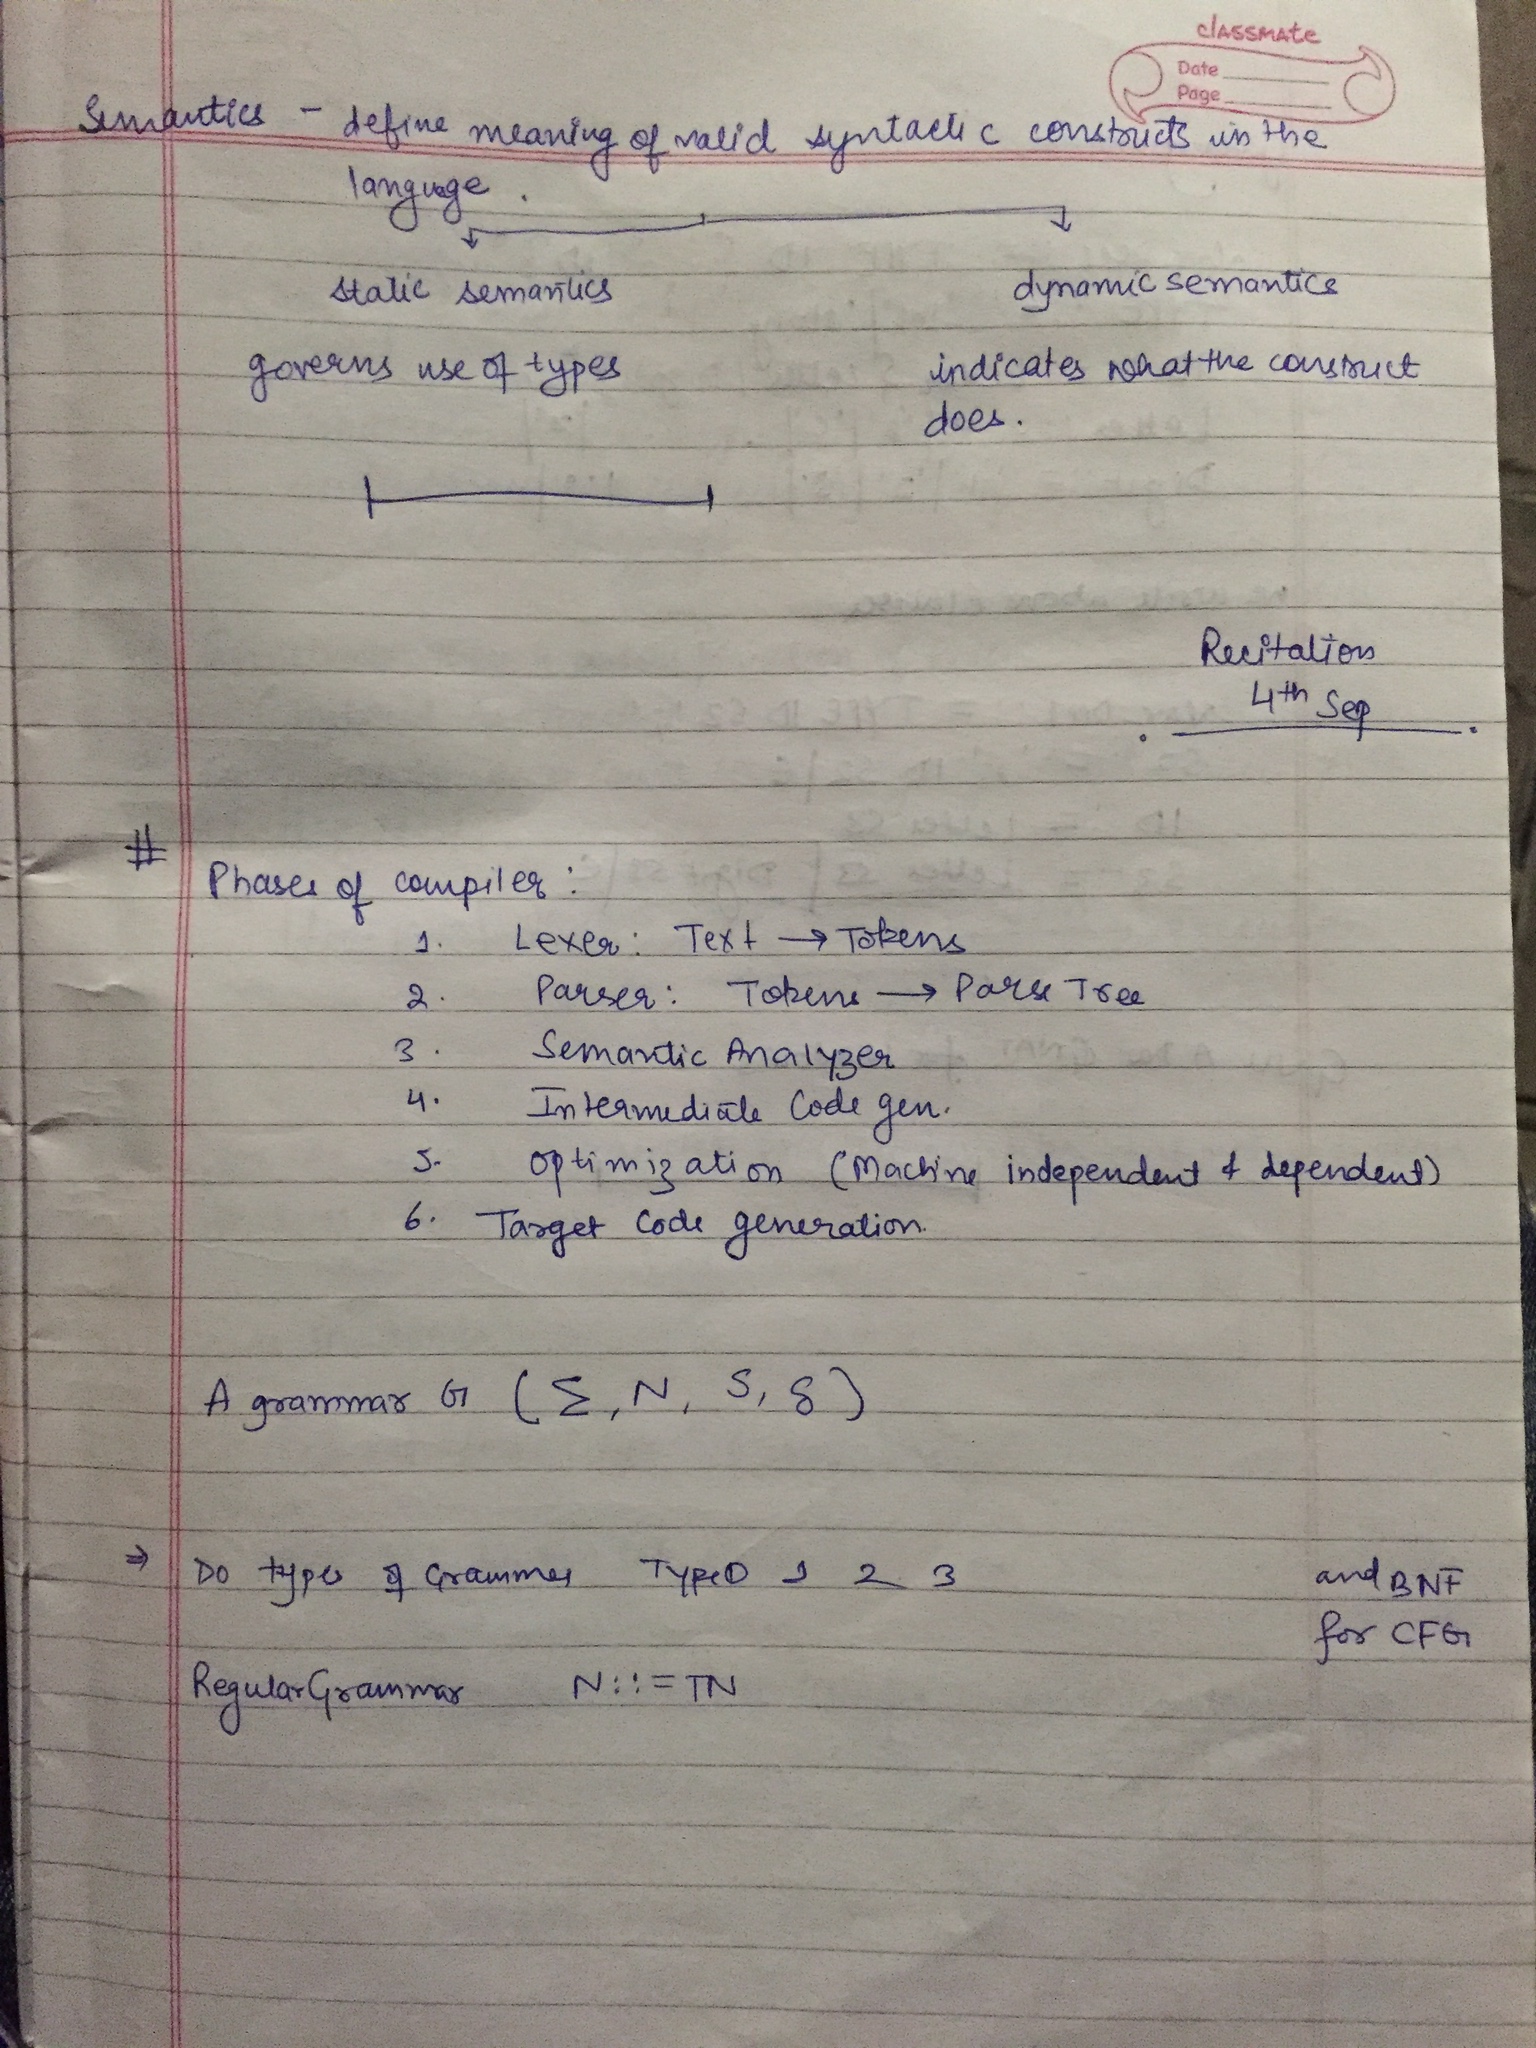 classmate
Date
Page
Semantics - define meaning of valid syntactic constructs in the
language.
static semantics dynamic semantics
governs use of types indicates what the construct
does.
Recitation
4th Sep
#
Phases of compiler:
1. Lexer: Text → Tokens
2. Parser: Tokens → Parse Tree
3. Semantic Analyzer
4. Intermediate Code gen.
5. Optimization (Machine independent & dependent)
6. Target Code generation.
A grammar G (Σ, N, S, δ)
⇒ Do types of Grammer Type 0 1 2 3 and BNF
for CFG
Regular Grammar N::=TN